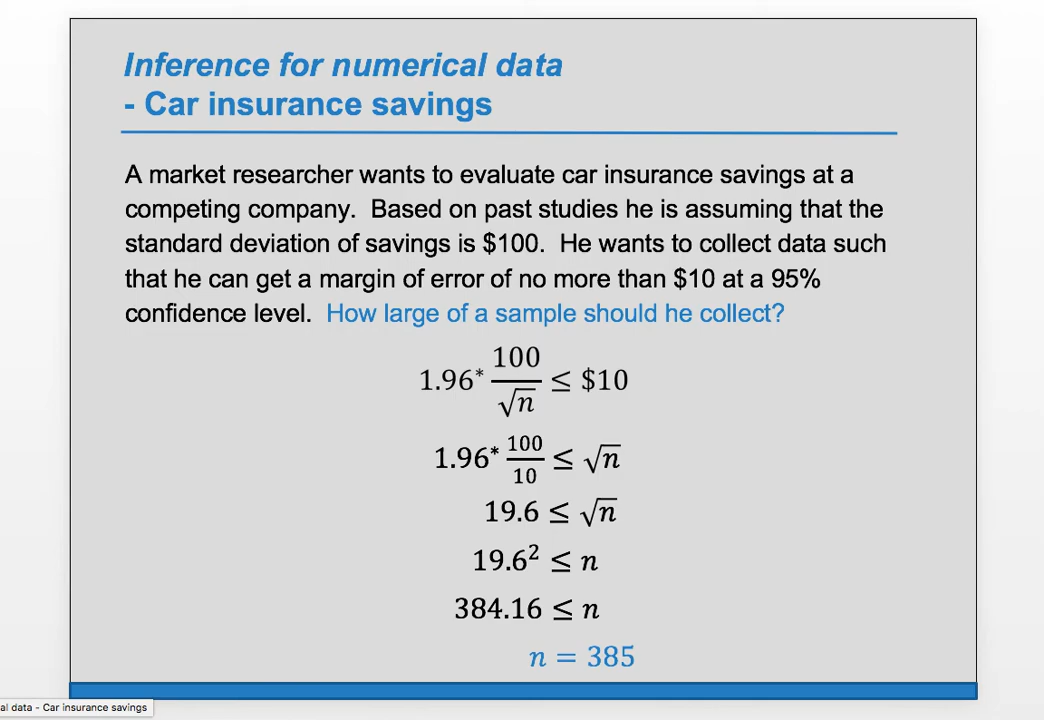 Inference for numerical data
- Car insurance savings
A market researcher wants to evaluate car insurance savings at a
competing company. Based on past studies he is assuming that the
standard deviation of savings is $100. He wants to collect data such
that he can get a margin of error of no more than $10 at a 95%
confidence level. How large of a sample should he collect?
1.96* 100/√n ≤ $10
1.96* 100/10 ≤ √n
19.6 ≤ √n
19.6² ≤ n
384.16 ≤ n
n = 385
al data - Car insurance savings